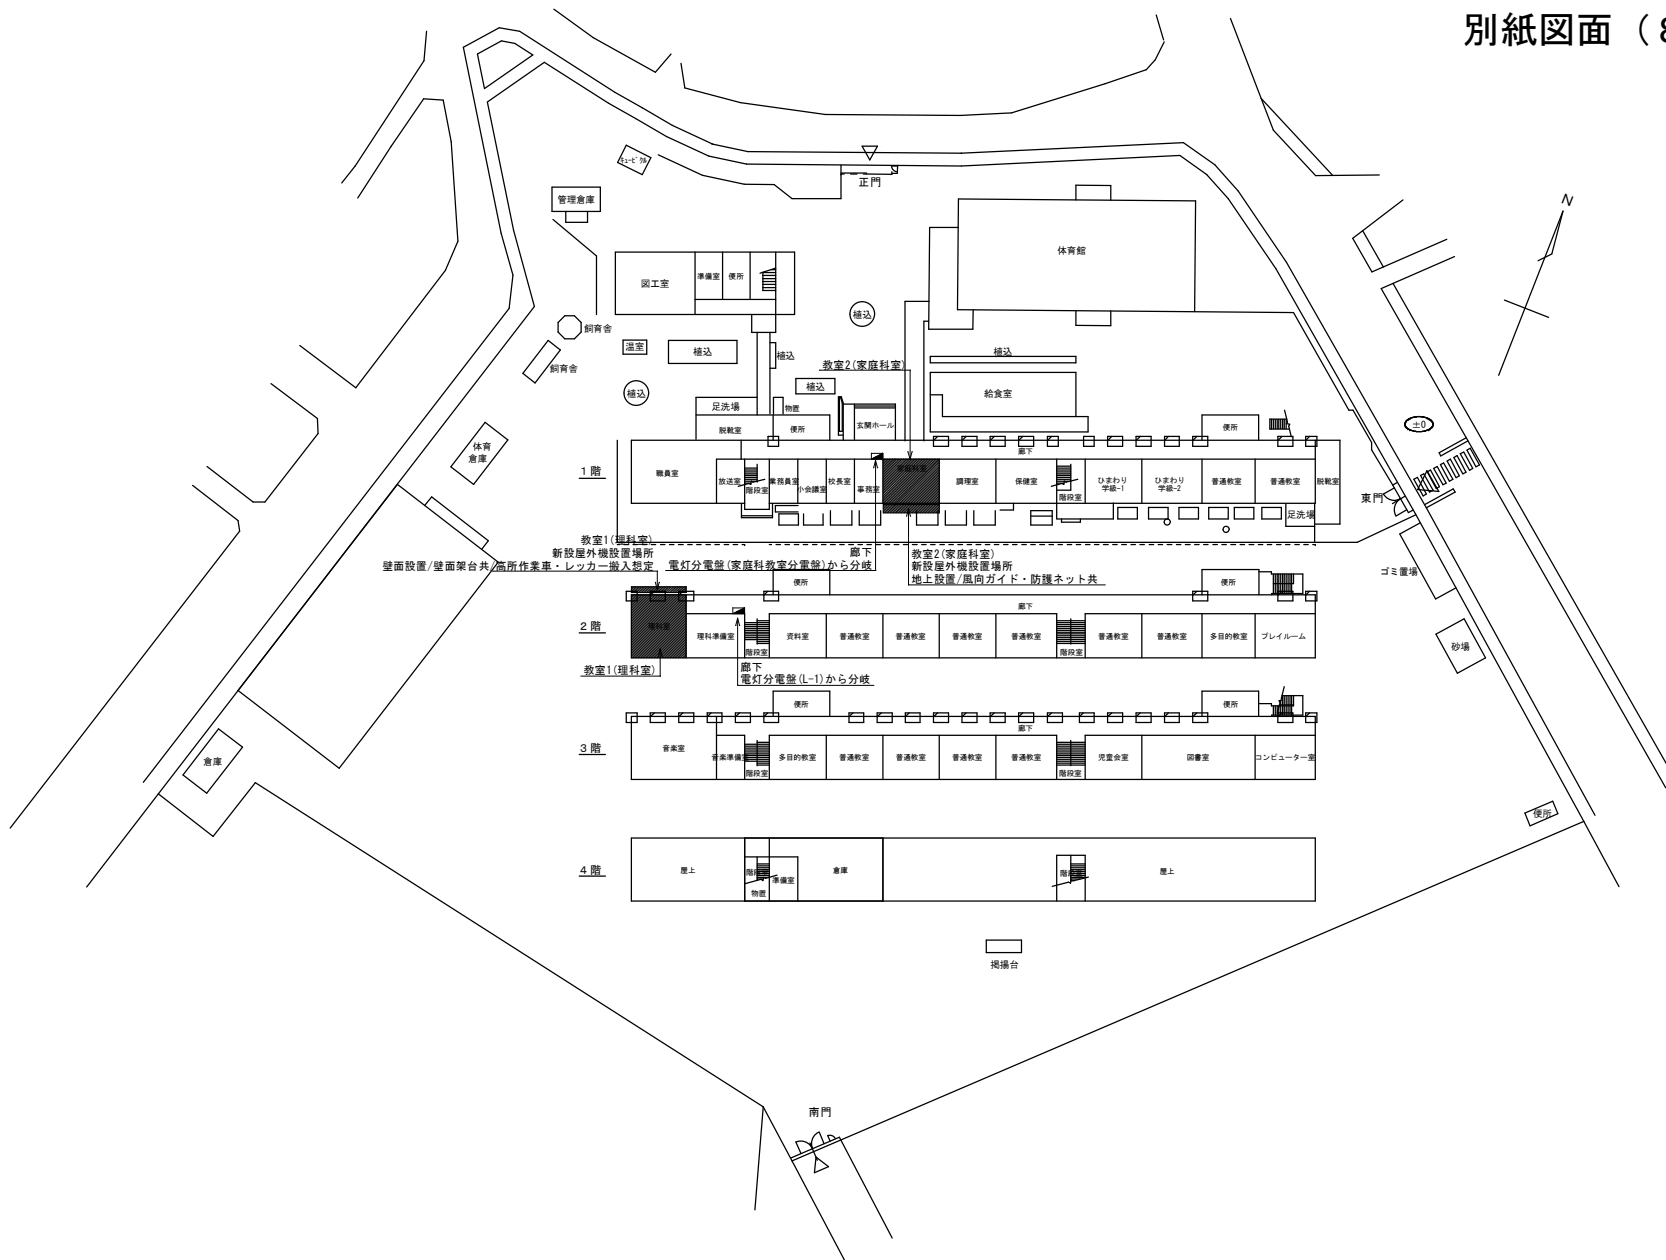 別紙図面（8
N
キュービクル
正門
管理倉庫
体育館
図工室
準備室
便所
飼育舎
植込
温室
植込
植込
植込
飼育舎
教室2(家庭科室)
植込
植込
給食室
足洗場
物置
脱靴室
便所
玄関ホール
便所
±0
体育
倉庫
1階
廊下
職員室
放送室
階段室
業務員室
小会議室
校長室
事務室
家庭科室
調理室
保健室
階段室
ひまわり
学級-1
ひまわり
学級-2
普通教室
普通教室
脱靴室
東門
足洗場
教室1(理科室)
新設屋外機設置場所
壁面設置/壁面架台共/高所作業車・レッカー搬入想定
廊下
電灯分電盤(家庭科教室分電盤)から分岐
教室2(家庭科室)
新設屋外機設置場所
地上設置/風向ガイド・防護ネット共
ゴミ置場
便所
便所
廊下
2階
理科室
理科準備室
階段室
資料室
普通教室
普通教室
普通教室
普通教室
階段室
普通教室
普通教室
多目的教室
プレイルーム
砂場
教室1(理科室)
廊下
電灯分電盤(L-1)から分岐
便所
便所
廊下
3階
音楽室
音楽準備室
階段室
多目的教室
普通教室
普通教室
普通教室
普通教室
階段室
児童会室
図書室
コンピューター室
倉庫
便所
4階
屋上
階段室
物置
準備室
倉庫
階段室
屋上
掲揚台
南門